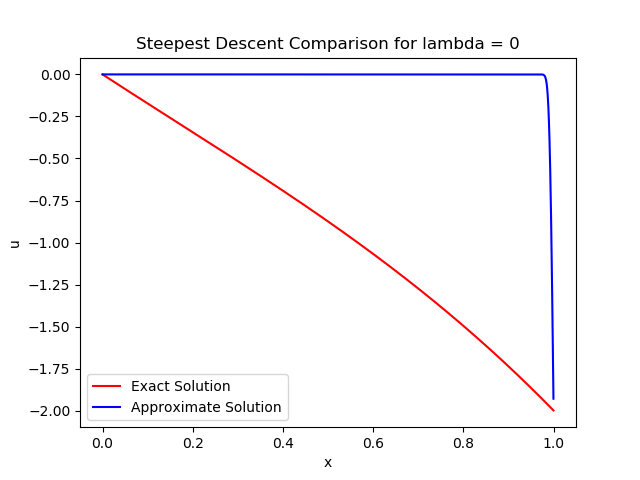 Steepest Descent Comparison for lambda = 0
0.00
−0.25
−0.50
−0.75
−1.00
−1.25
−1.50
−1.75
−2.00
u
Exact Solution
Approximate Solution
0.0 0.2 0.4 0.6 0.8 1.0
x